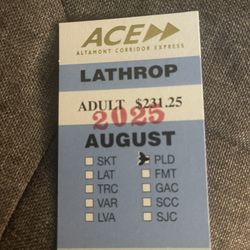 ACE
ALTAMONT CORRIDOR EXPRESS
LATHROP
ADULT $231.25
2025
AUGUST
SKT PLD
LAT FMT
TRC GAC
VAR SCC
LVA SJC